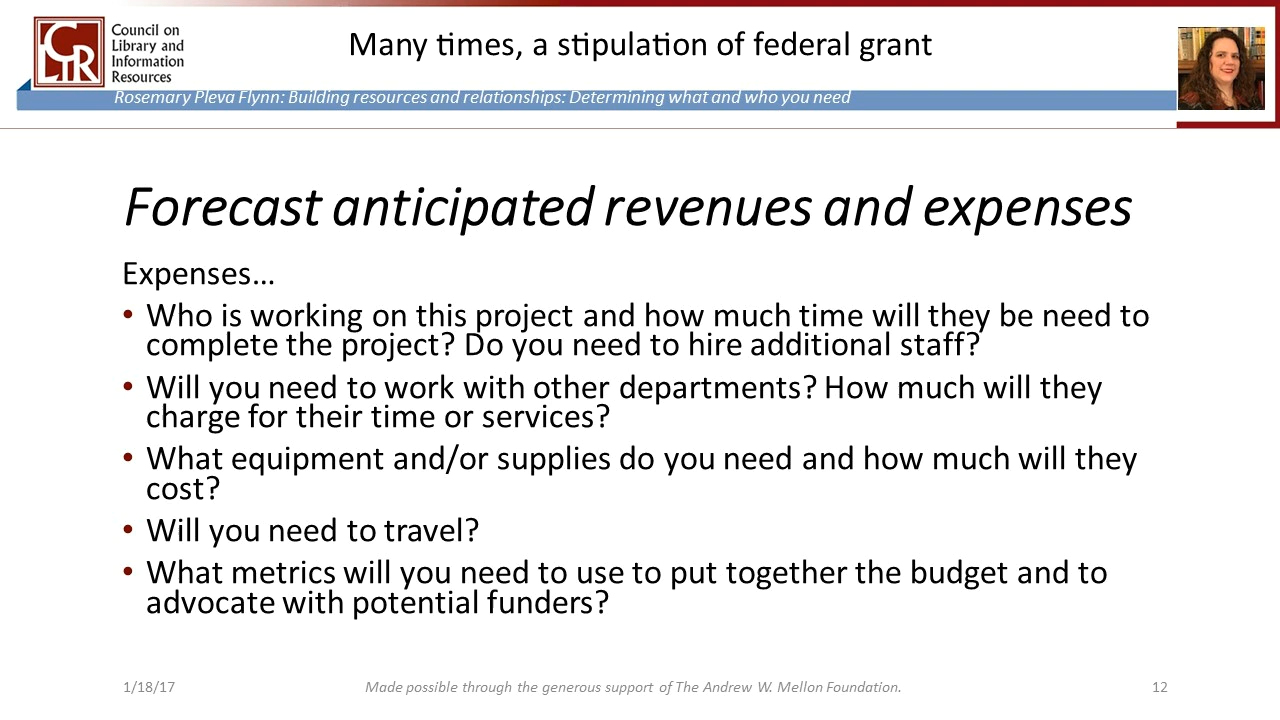 CLIR
Council on
Library and
Information
Resources
Many times, a stipulation of federal grant
Rosemary Pleva Flynn: Building resources and relationships: Determining what and who you need
Forecast anticipated revenues and expenses
Expenses...
• Who is working on this project and how much time will they be need to
complete the project? Do you need to hire additional staff?
• Will you need to work with other departments? How much will they
charge for their time or services?
• What equipment and/or supplies do you need and how much will they
cost?
• Will you need to travel?
• What metrics will you need to use to put together the budget and to
advocate with potential funders?
1/18/17
Made possible through the generous support of The Andrew W. Mellon Foundation.
12